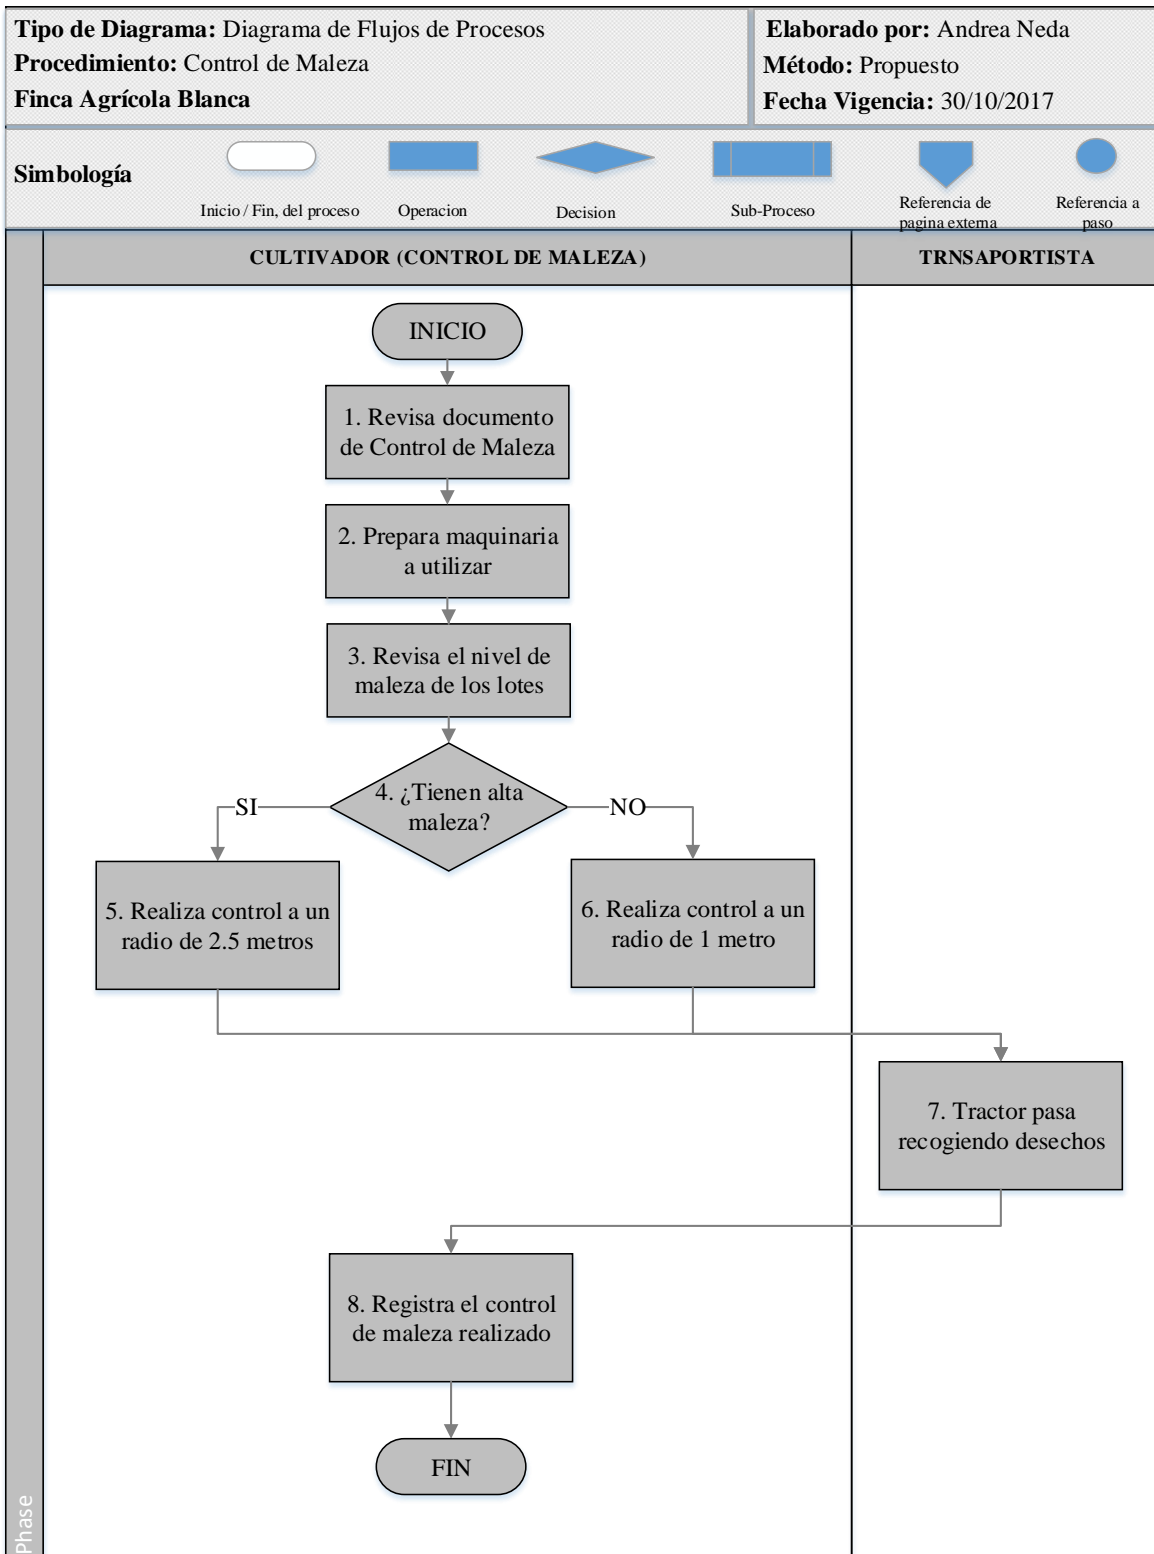 Tipo de Diagrama: Diagrama de Flujos de Procesos
Procedimiento: Control de Maleza
Finca Agrícola Blanca
Elaborado por: Andrea Neda
Método: Propuesto
Fecha Vigencia: 30/10/2017
Simbología
Inicio / Fin, del proceso
Operacion
Decision
Sub-Proceso
Referencia de
pagina externa
Referencia a
paso
CULTIVADOR (CONTROL DE MALEZA)
TRNSAPORTISTA
INICIO
1. Revisa documento
de Control de Maleza
2. Prepara maquinaria
a utilizar
3. Revisa el nivel de
maleza de los lotes
4. ¿Tienen alta
maleza?
SI
NO
5. Realiza control a un
radio de 2.5 metros
6. Realiza control a un
radio de 1 metro
7. Tractor pasa
recogiendo desechos
8. Registra el control
de maleza realizado
FIN
Phase